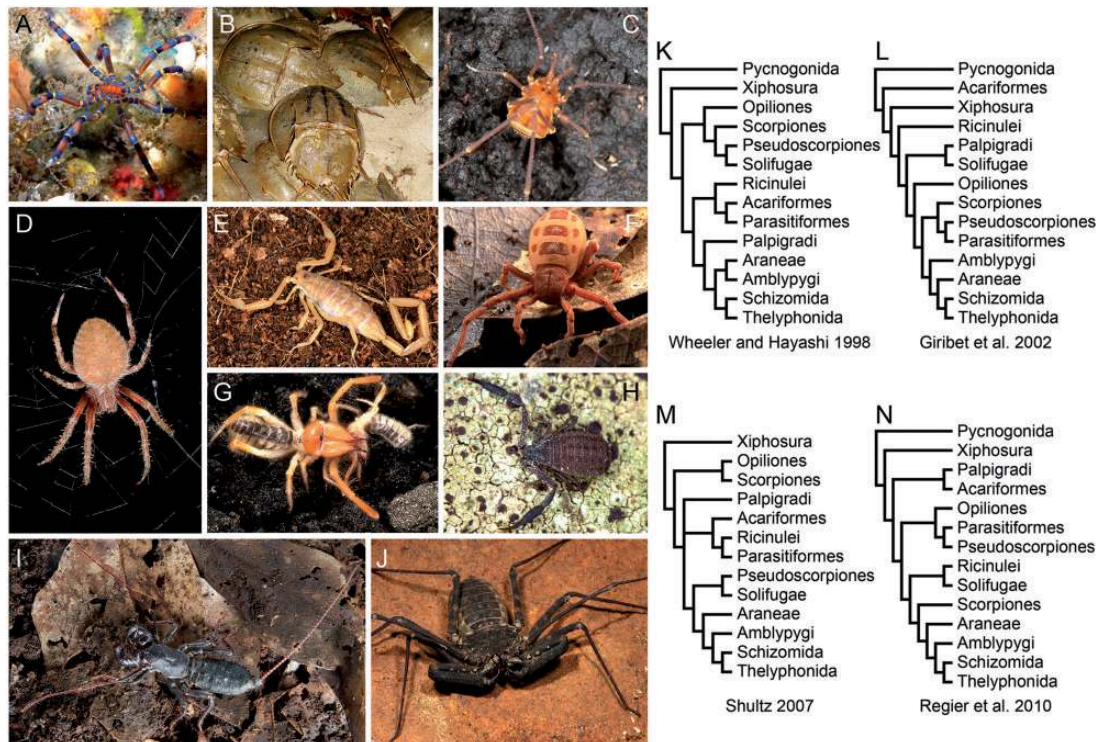 A
B
C
D
E
F
G
H
I
J
K
Pycnogonida
Xiphosura
Opiliones
Scorpiones
Pseudoscorpiones
Solifugae
Ricinulei
Acariformes
Parasitiformes
Palpigradi
Araneae
Amblypygi
Schizomida
Thelyphonida
Wheeler and Hayashi 1998
L
Pycnogonida
Acariformes
Xiphosura
Ricinulei
Palpigradi
Solifugae
Opiliones
Scorpiones
Pseudoscorpiones
Parasitiformes
Amblypygi
Araneae
Schizomida
Thelyphonida
Giribet et al. 2002
M
Xiphosura
Opiliones
Scorpiones
Palpigradi
Acariformes
Ricinulei
Parasitiformes
Pseudoscorpiones
Solifugae
Araneae
Amblypygi
Schizomida
Thelyphonida
Shultz 2007
N
Pycnogonida
Xiphosura
Palpigradi
Acariformes
Opiliones
Parasitiformes
Pseudoscorpiones
Ricinulei
Solifugae
Scorpiones
Araneae
Amblypygi
Schizomida
Thelyphonida
Regier et al. 2010